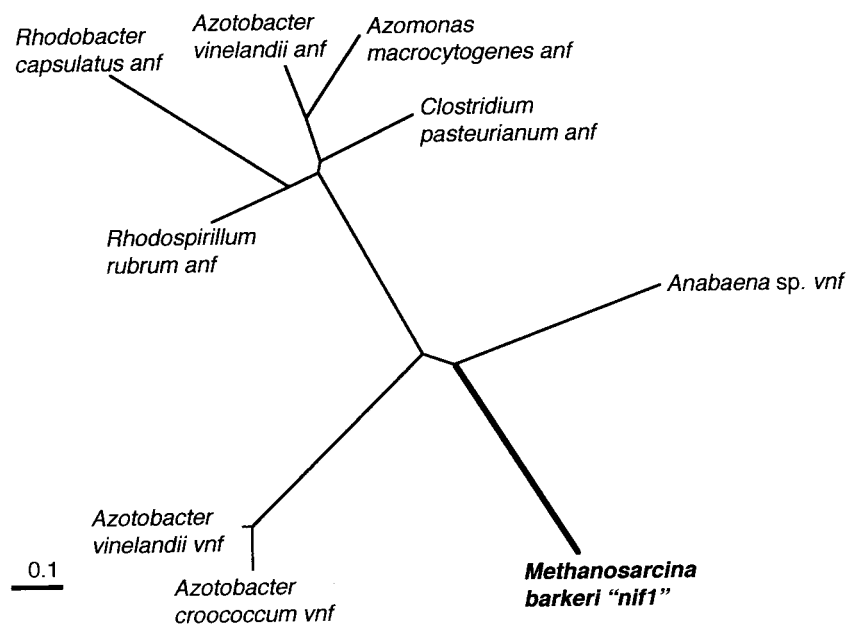 Rhodobacter
capsulatus anf
Azotobacter
vinelandii anf
Azomonas
macrocytogenes anf
Clostridium
pasteurianum anf
Rhodospirillum
rubrum anf
Anabaena sp. vnf
Azotobacter
vinelandii vnf
0.1
Azotobacter
croococcum vnf
Methanosarcina
barkeri “nif1”